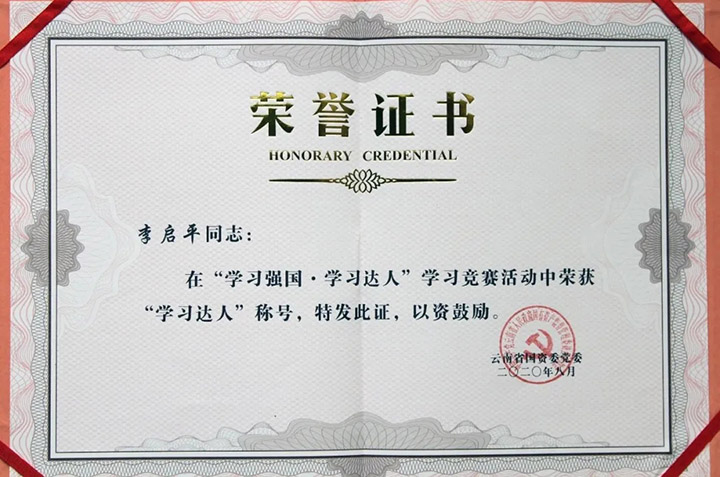 荣誉证书
HONORARY CREDENTIAL
李启平同志：
在“学习强国·学习达人”学习竞赛活动中荣获
“学习达人”称号，特发此证，以资鼓励。
云南省国资委党委
二〇二〇年八月